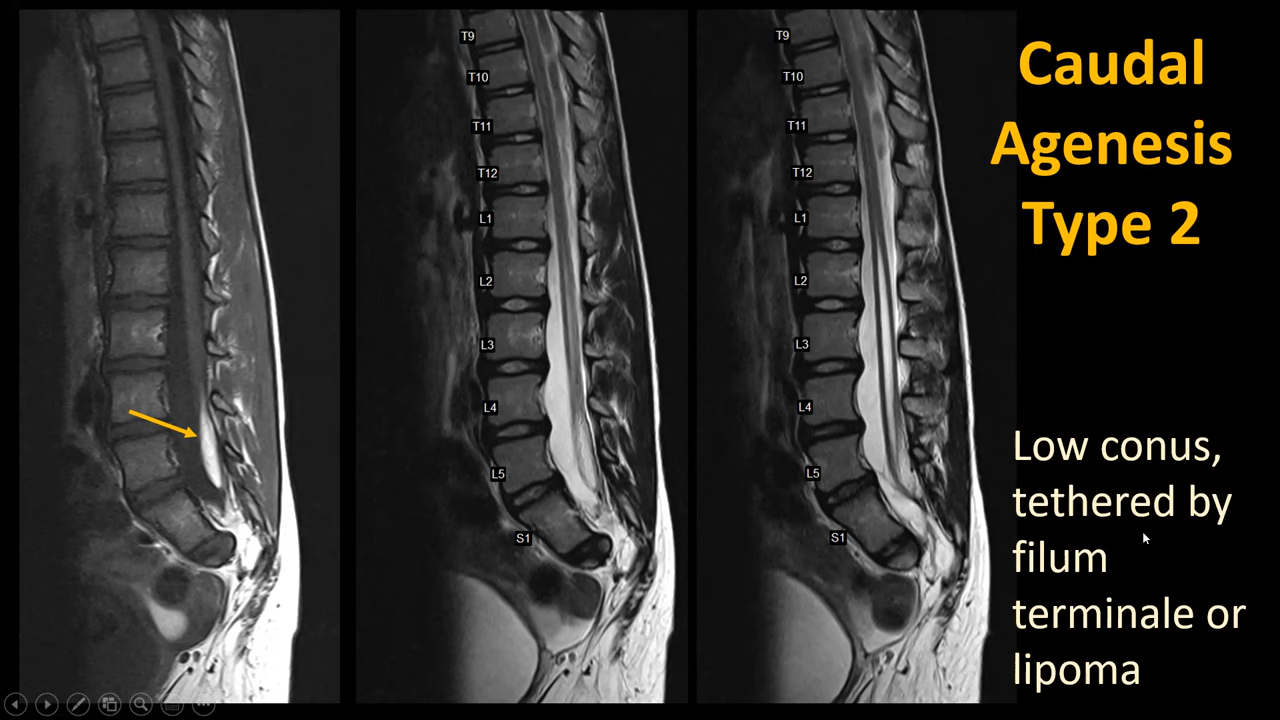 T9
T10
T11
T12
L1
L2
L3
L4
L5
S1
T9
T10
T11
T12
L1
L2
L3
L4
L5
S1
Caudal
Agenesis
Type 2
Low conus,
tethered by
filum
terminale or
lipoma